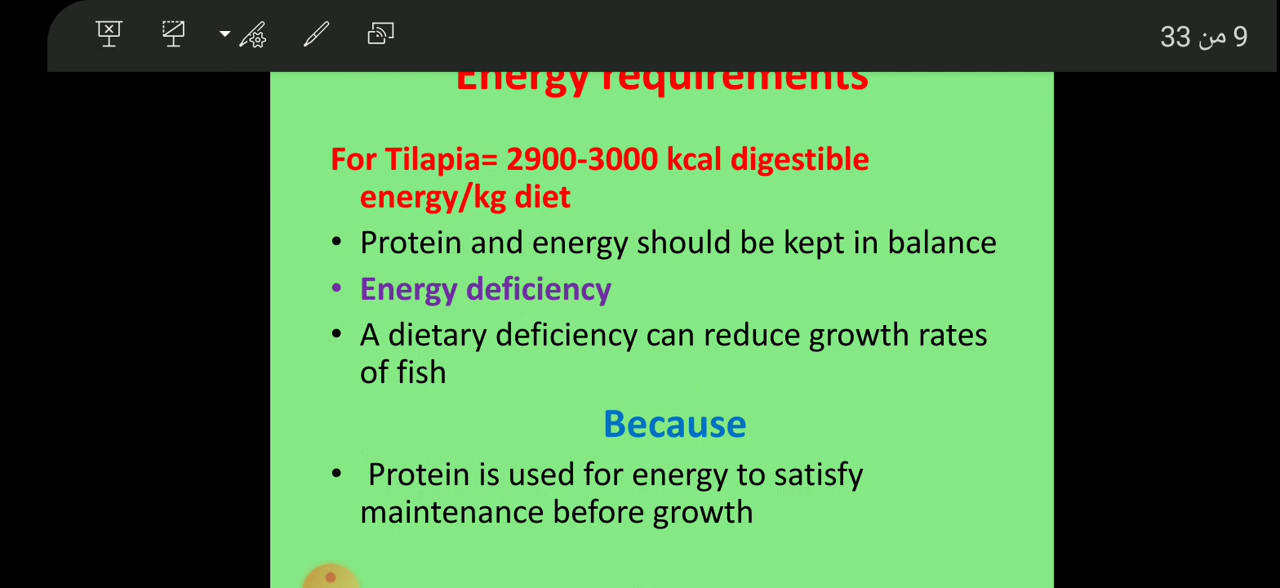 9 من 33
Energy requirements
For Tilapia= 2900-3000 kcal digestible
energy/kg diet
• Protein and energy should be kept in balance
• Energy deficiency
• A dietary deficiency can reduce growth rates
of fish
Because
• Protein is used for energy to satisfy
maintenance before growth